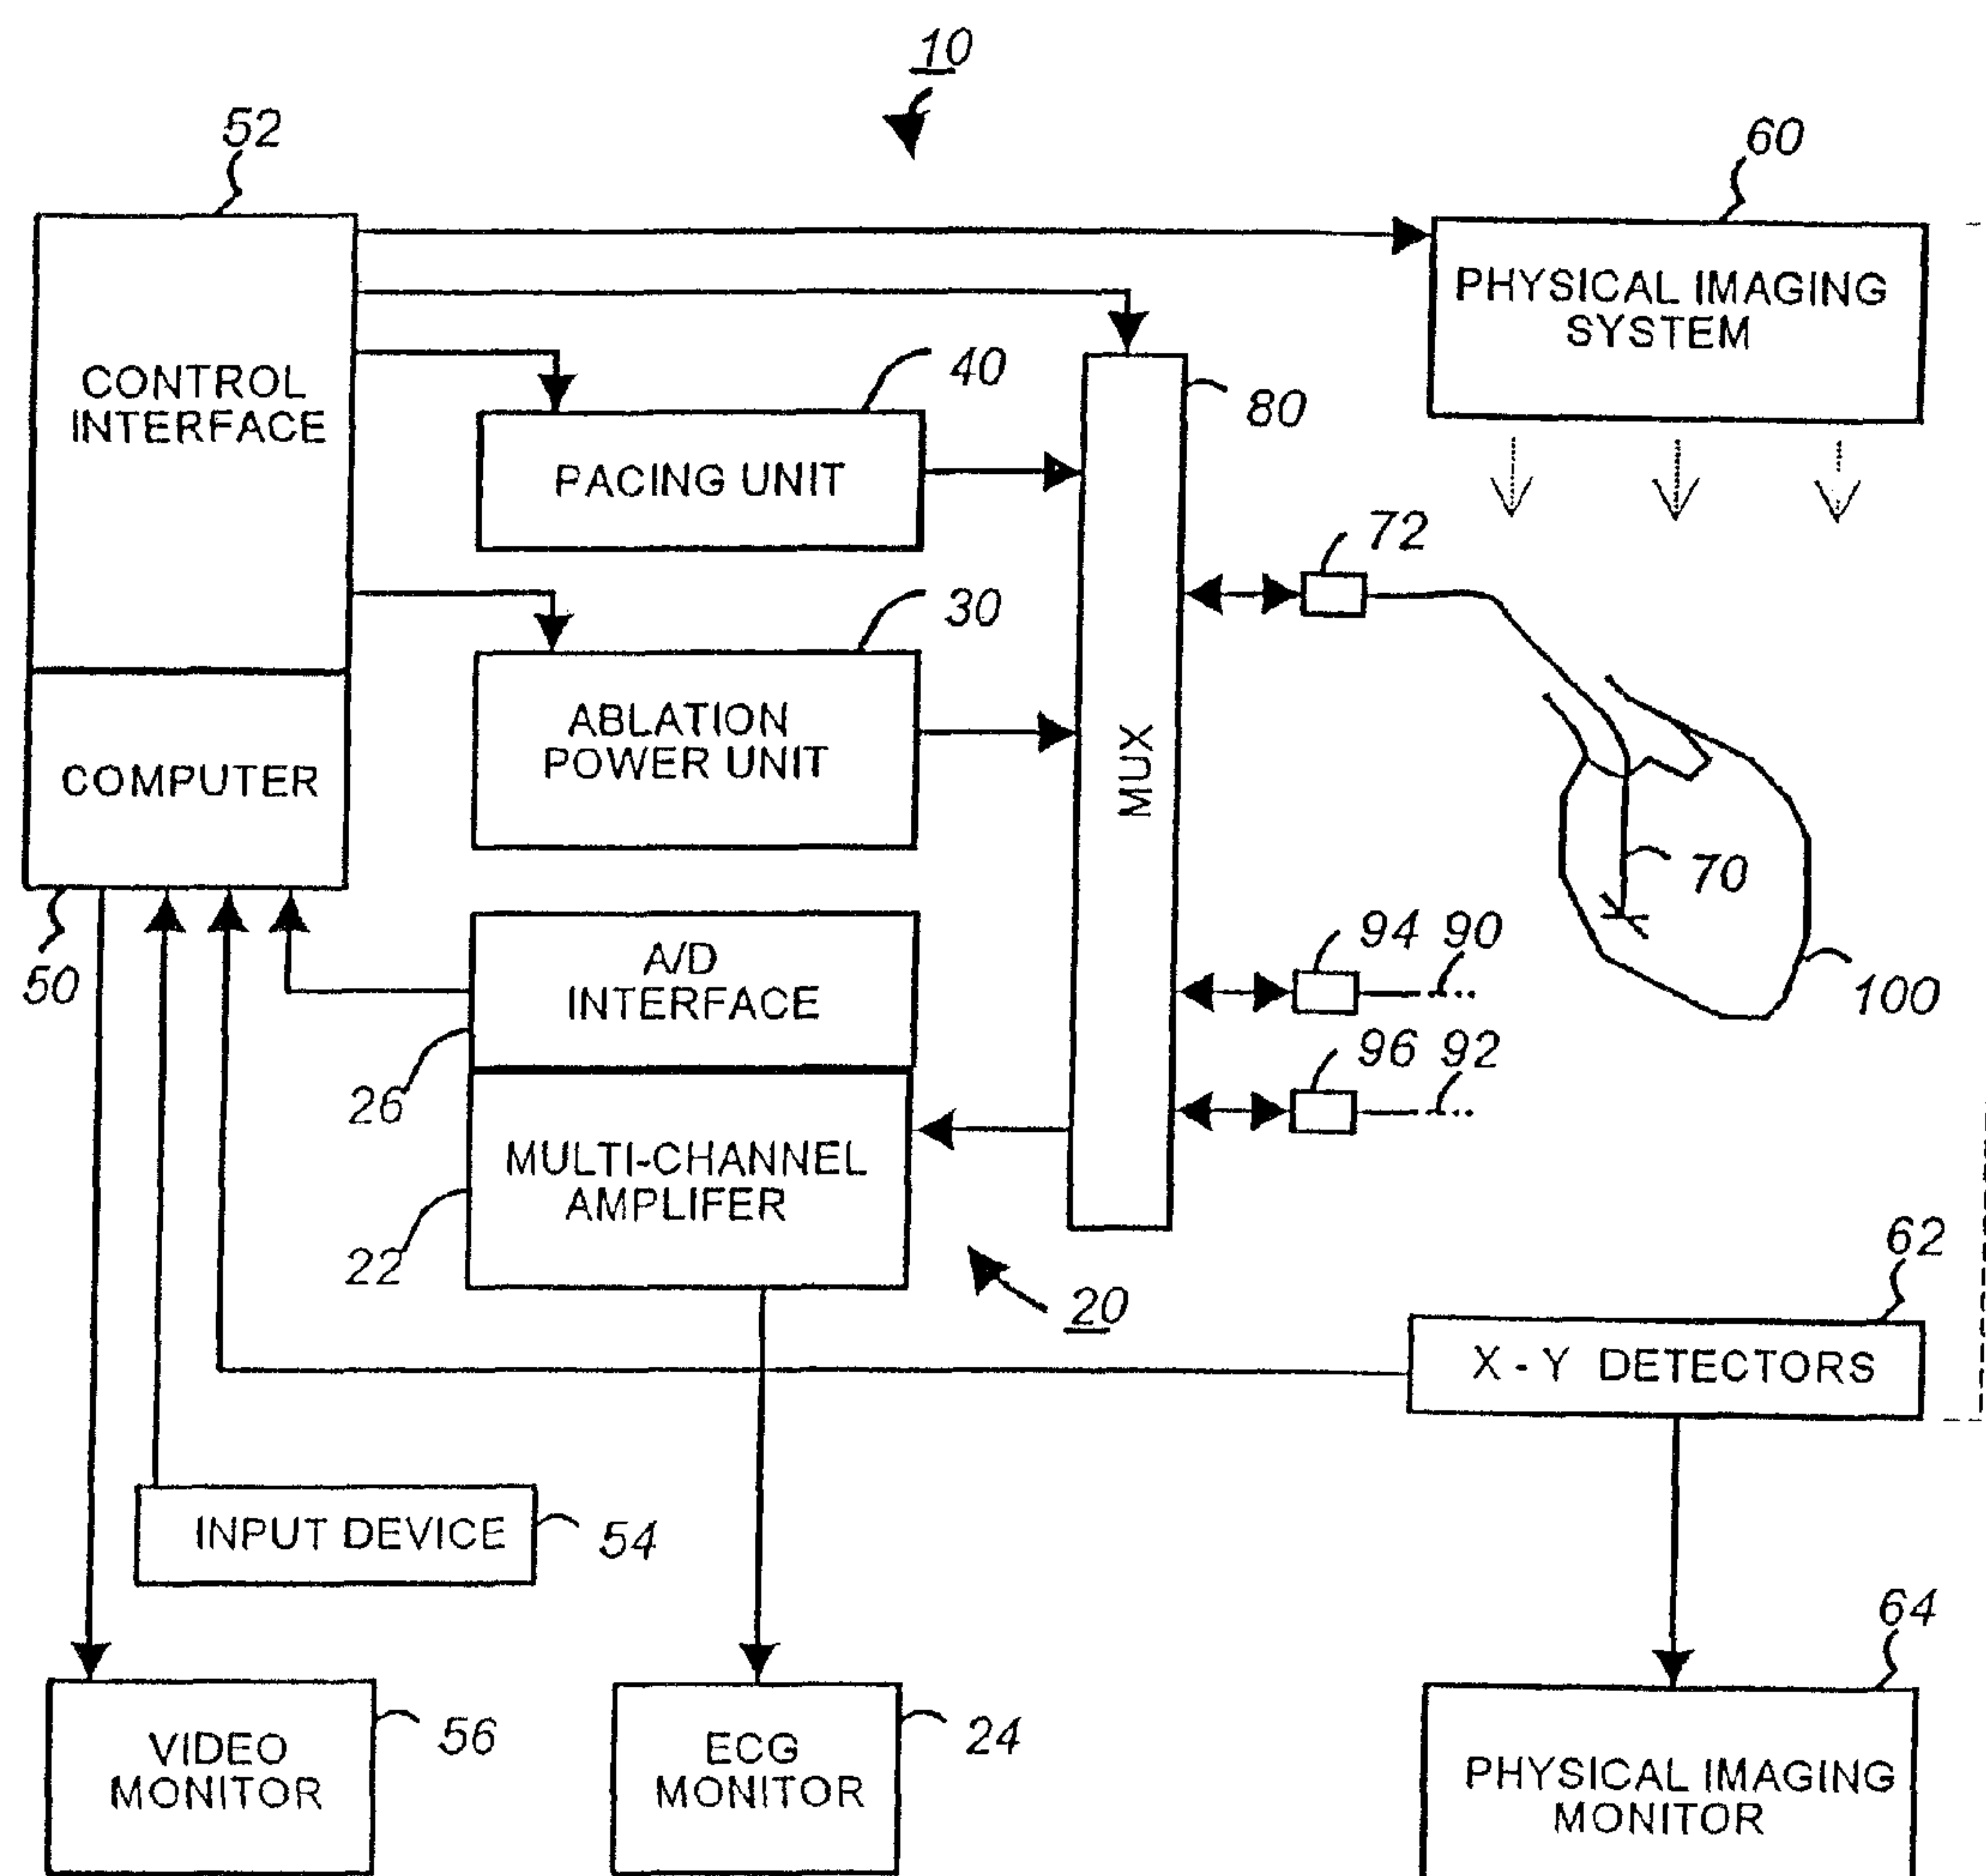 10
52
60
CONTROL
INTERFACE
PHYSICAL IMAGING
SYSTEM
40
80
PACING UNIT
72
30
ABLATION
POWER UNIT
MUX
COMPUTER
70
50
A/D
INTERFACE
94 90
100
26
96 92
MULTI-CHANNEL
AMPLIFER
22
20
62
X - Y DETECTORS
INPUT DEVICE
54
64
VIDEO
MONITOR
56
ECG
MONITOR
24
PHYSICAL IMAGING
MONITOR